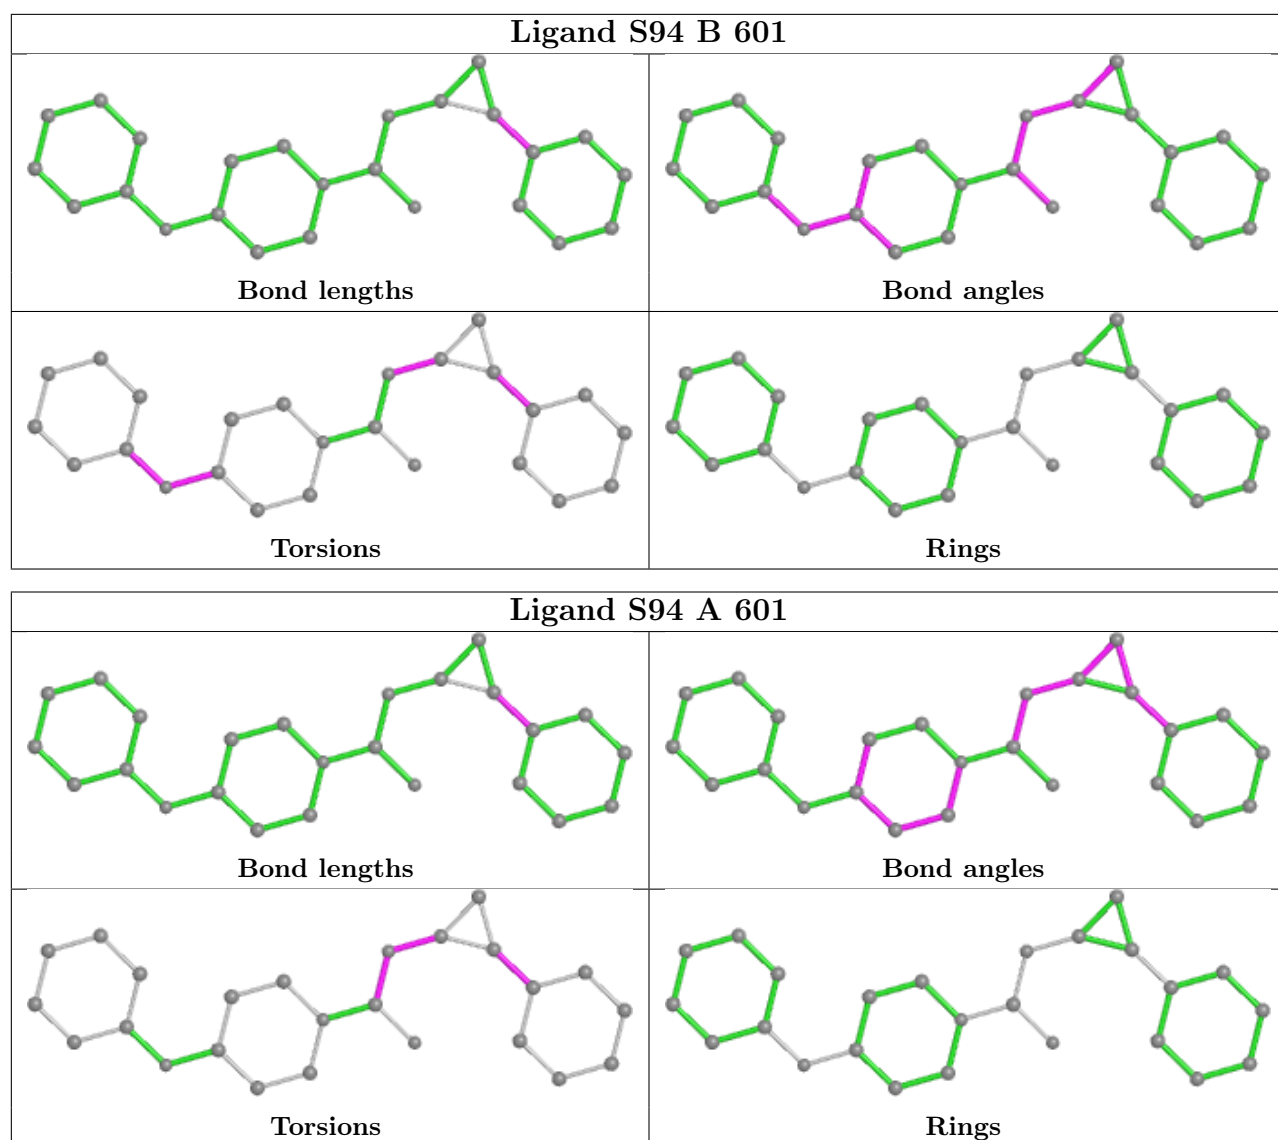 Ligand S94 B 601
Bond lengths
Bond angles
Torsions
Rings
Ligand S94 A 601
Bond lengths
Bond angles
Torsions
Rings